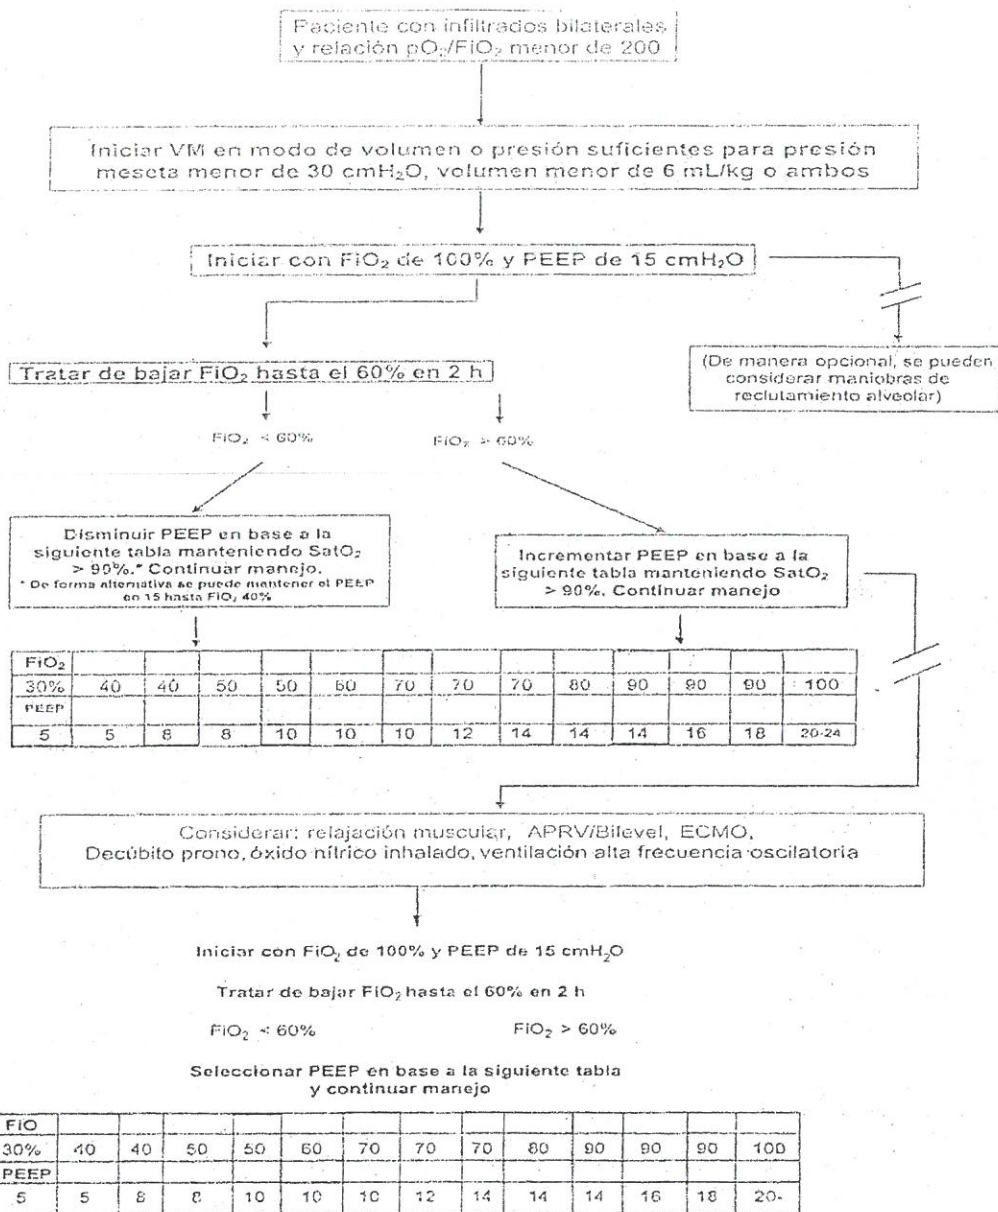 Paciente con infiltrados bilaterales
y relación pO₂/FiO₂ menor de 200
Iniciar VM en modo de volumen o presión suficientes para presión
meseta menor de 30 cmH₂O, volumen menor de 6 mL/kg o ambos
Iniciar con FiO₂ de 100% y PEEP de 15 cmH₂O
(De manera opcional, se pueden
considerar maniobras de
reclutamiento alveolar)
Tratar de bajar FiO₂ hasta el 60% en 2 h
FiO₂ < 60% FiO₂ > 60%
Disminuir PEEP en base a la
siguiente tabla manteniendo SatO₂
> 90%.* Continuar manejo.
* De forma alternativa se puede mantener el PEEP
en 15 hasta FiO₂ 40%
Incrementar PEEP en base a la
siguiente tabla manteniendo SatO₂
> 90%. Continuar manejo
FiO₂
30% 40 40 50 50 60 70 70 70 80 90 90 90 100
PEEP
5 5 8 8 10 10 10 12 14 14 14 16 18 20-24
Considerar: relajación muscular, APRV/Bilevel, ECMO,
Decúbito prono, óxido nítrico inhalado, ventilación alta frecuencia oscilatoria
Iniciar con FiO₂ de 100% y PEEP de 15 cmH₂O
Tratar de bajar FiO₂ hasta el 60% en 2 h
FiO₂ < 60% FiO₂ > 60%
Seleccionar PEEP en base a la siguiente tabla
y continuar manejo
FiO
30% 40 40 50 50 60 70 70 70 80 90 90 90 100
PEEP
5 5 8 8 10 10 10 12 14 14 14 16 18 20-